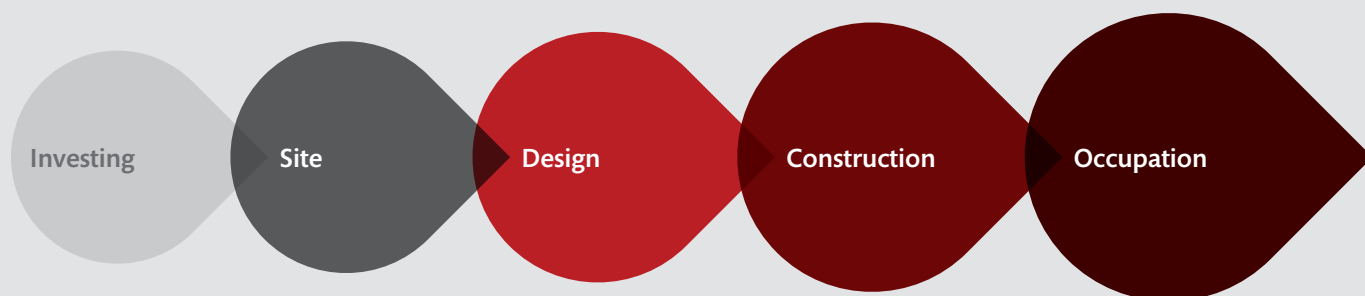 Investing
Site
Design
Construction
Occupation